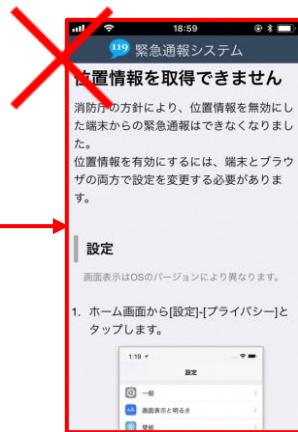 18:59
119 緊急通報システム
位置情報を取得できません
消防庁の方針により、位置情報を無効にし
た端末からの緊急通報はできなくなりまし
た。
位置情報を有効にするには、端末とブラウ
ザの両方で設定を変更する必要がありま
す。
設定
画面表示はOSのバージョンにより異なります。
1. ホーム画面から[設定]-[プライバシー]と
タップします。
1:19
設定
一般
AA 画面表示と明るさ
壁紙